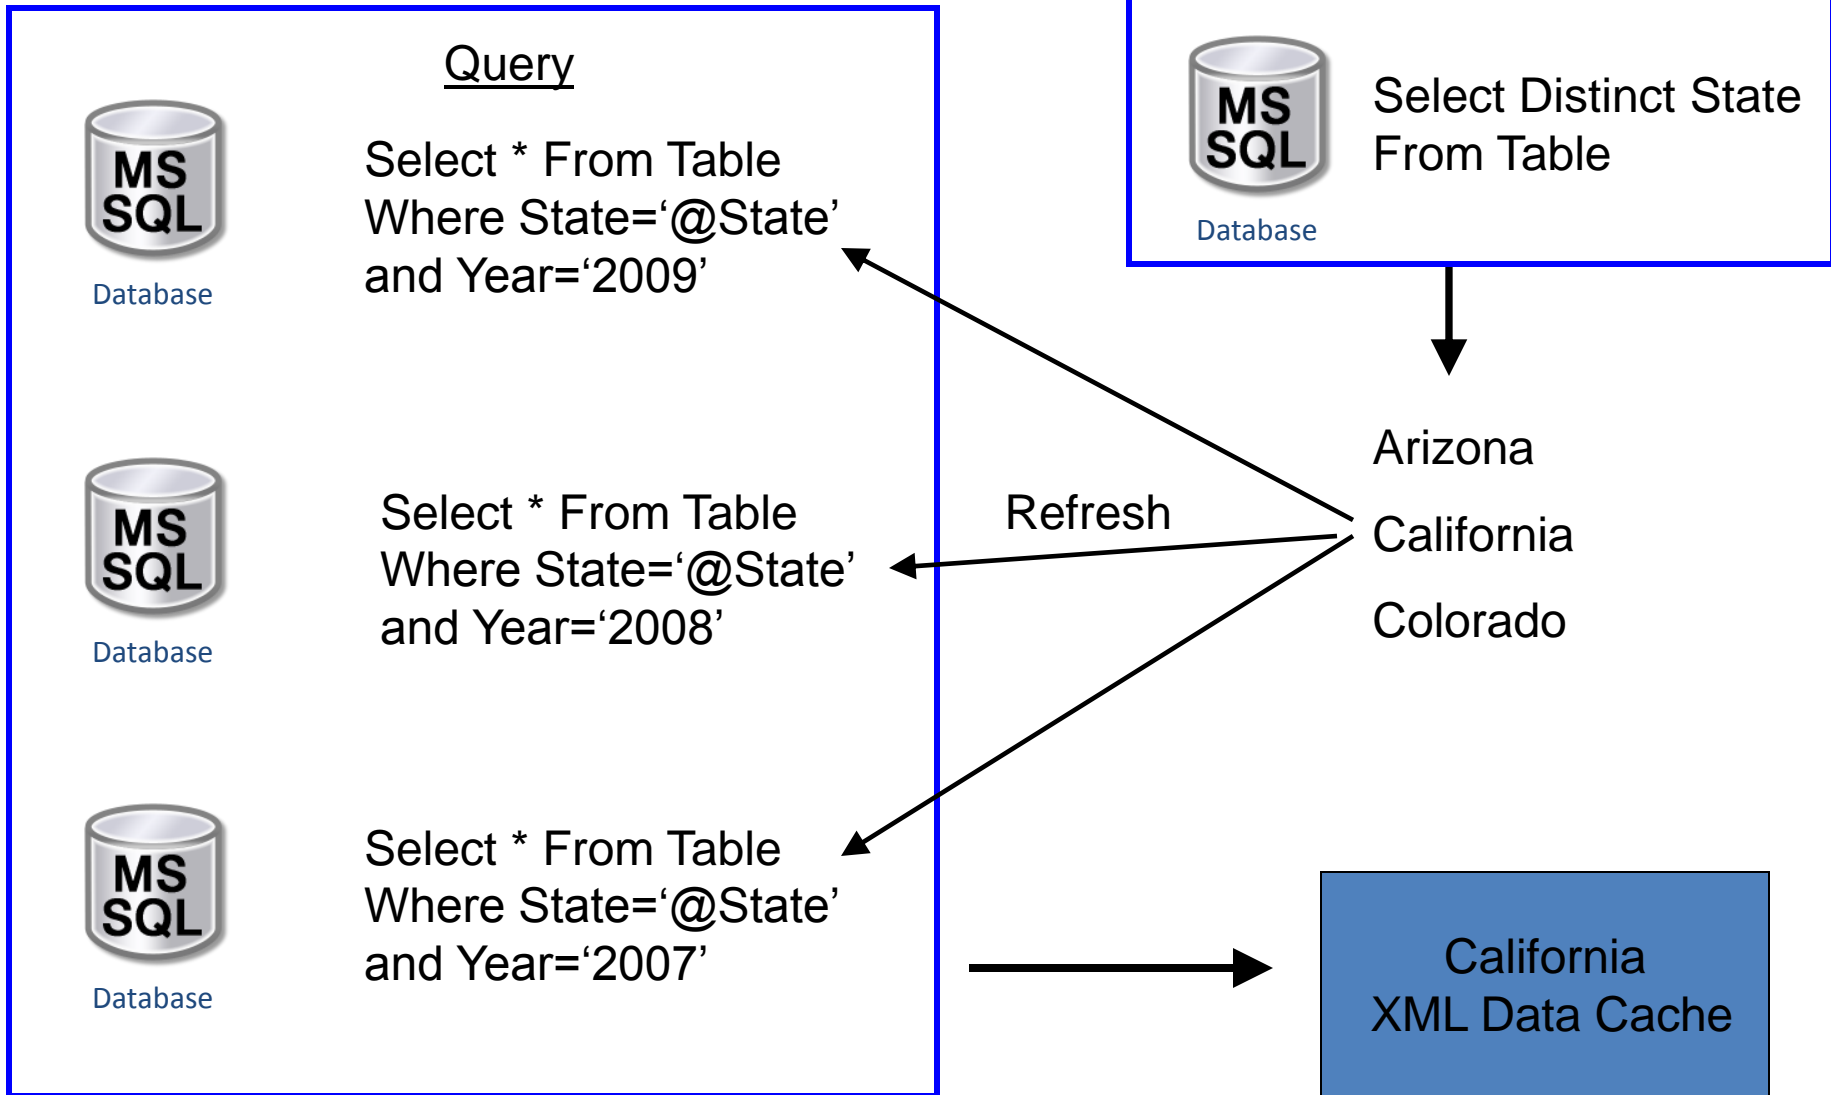 Query
MS
SQL
Database
Select * From Table
Where State=‘@State’
and Year=‘2009’
MS
SQL
Database
Select * From Table
Where State=‘@State’
and Year=‘2008’
MS
SQL
Database
Select * From Table
Where State=‘@State’
and Year=‘2007’
MS
SQL
Database
Select Distinct State
From Table
Refresh
Arizona
California
Colorado
California
XML Data Cache